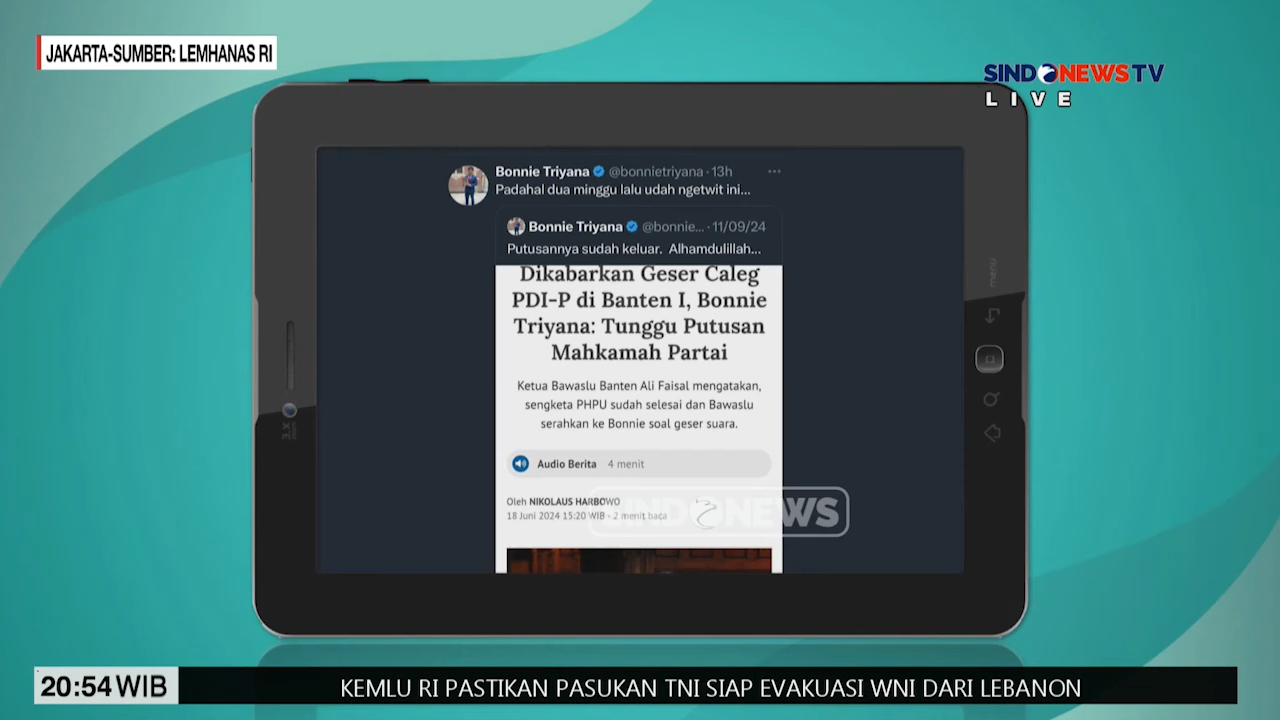 JAKARTA-SUMBER: LEMHANAS RI
SINDONEWS TV
LIVE
Bonnie Triyana @bonnietriyana · 13h
Padahal dua minggu lalu udah ngetwit ini...
Bonnie Triyana @bonnie... · 11/09/24
Putusannya sudah keluar. Alhamdulillah...
Dikabarkan Geser Caleg
PDI-P di Banten I, Bonnie
Triyana: Tunggu Putusan
Mahkamah Partai
Ketua Bawaslu Banten Ali Faisal mengatakan,
sengketa PHPU sudah selesai dan Bawaslu
serahkan ke Bonnie soal geser suara.
Audio Berita 4 menit
Oleh NIKOLAUS HARBOWO
18 Juni 2024 15:20 WIB · 2 menit baca
SINDONEWS
menu
20:54 WIB
KEMLU RI PASTIKAN PASUKAN TNI SIAP EVAKUASI WNI DARI LEBANON